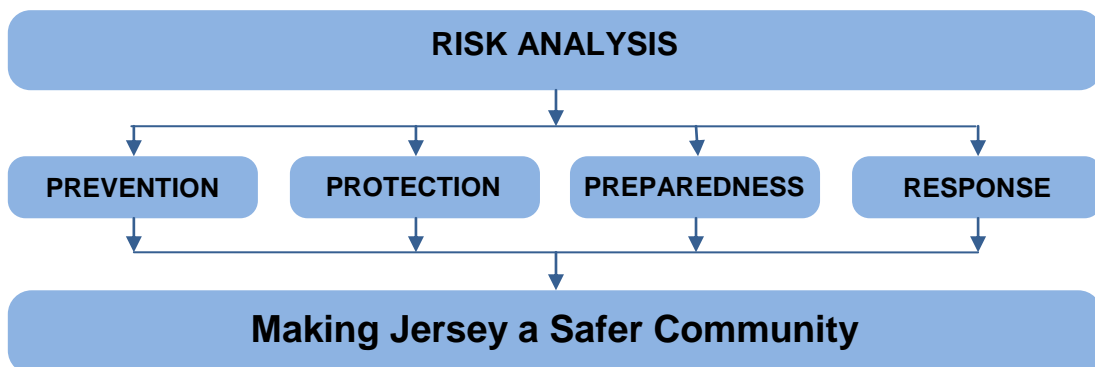 RISK ANALYSIS
PREVENTION
PROTECTION
PREPAREDNESS
RESPONSE
Making Jersey a Safer Community